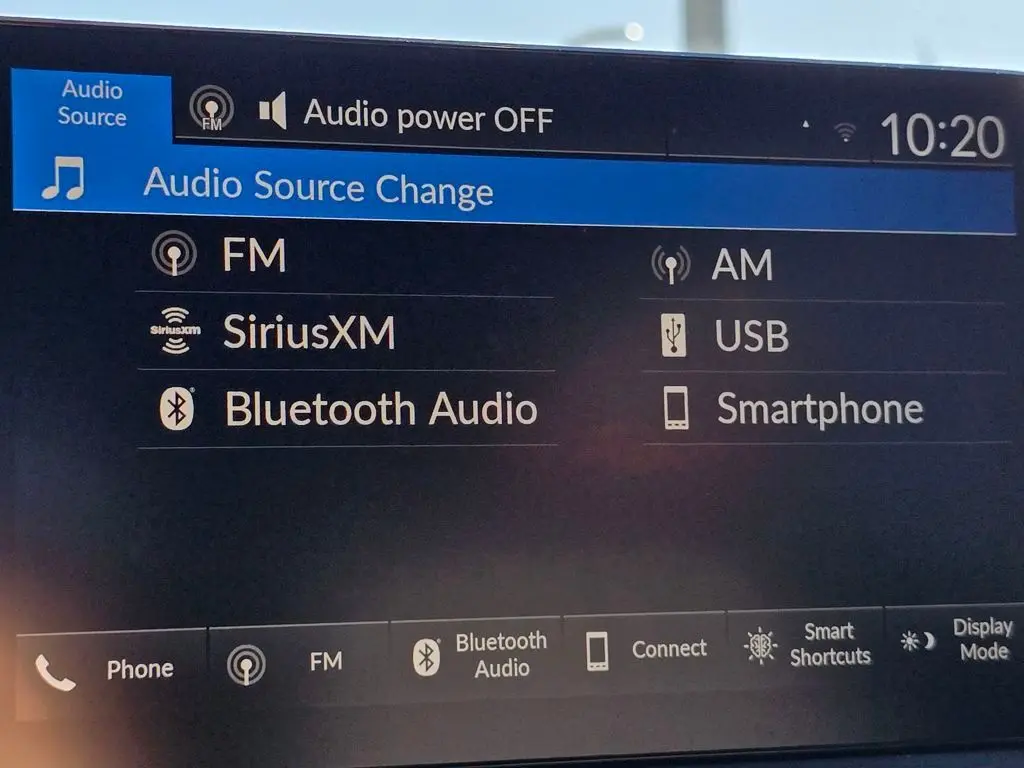 Audio
Source
FM
Audio power OFF
10:20
Audio Source Change
FM
AM
SiriusXM
SiriusXM
USB
Bluetooth Audio
Smartphone
Phone
FM
Bluetooth
Audio
Connect
Smart
Shortcuts
Display
Mode